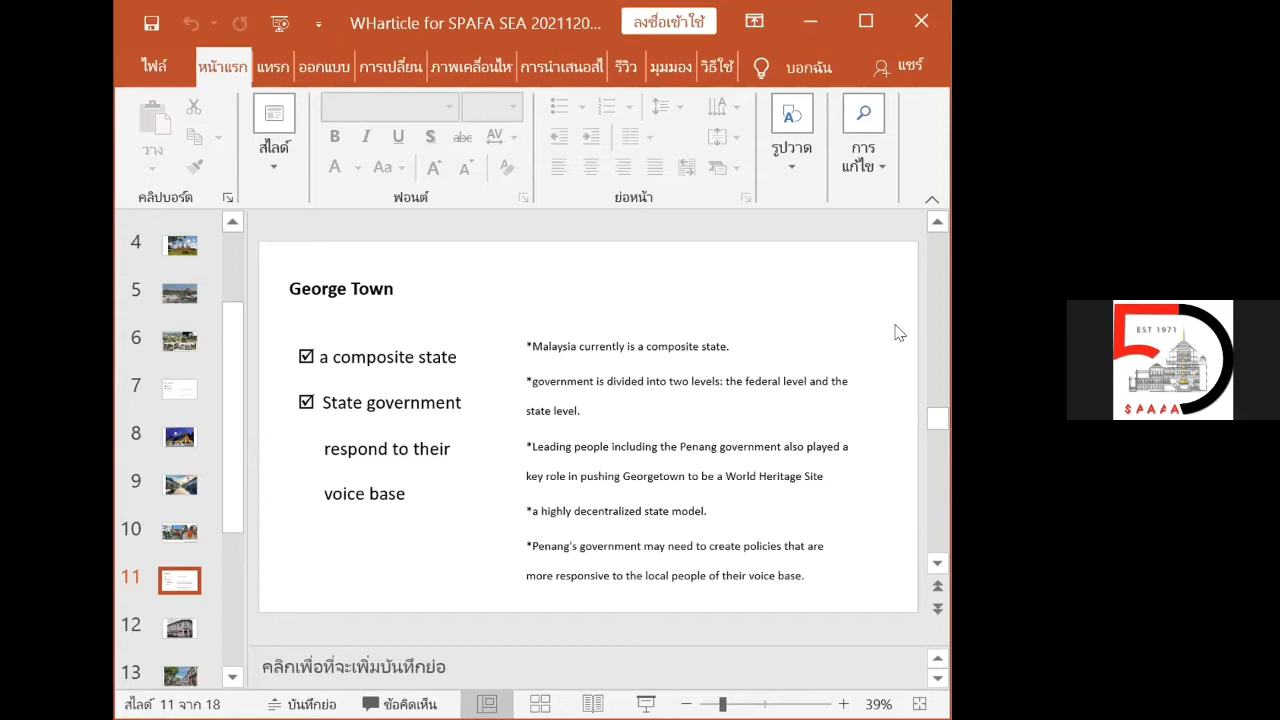 WHarticle for SPAFA SEA 2021120...
ลงชื่อเข้าใช้
ไฟล์
หน้าแรก
แทรก
ออกแบบ
การเปลี่ยน
ภาพเคลื่อนไห
การนำเสนอสไ
รีวิว
มุมมอง
วิธีใช้
บอกฉัน
แชร์
วาง
สไลด์
B I U S abc AV
A Aa A A
รูปวาด
การ
แก้ไข
คลิปบอร์ด
ฟอนต์
ย่อหน้า
4
5
6
7
8
9
10
11
12
13
George Town
☑ a composite state
☑ State government
respond to their
voice base
*Malaysia currently is a composite state.
*government is divided into two levels: the federal level and the
state level.
*Leading people including the Penang government also played a
key role in pushing Georgetown to be a World Heritage Site
*a highly decentralized state model.
*Penang's government may need to create policies that are
more responsive to the local people of their voice base.
คลิกเพื่อที่จะเพิ่มบันทึกย่อ
สไลด์ 11 จาก 18
บันทึกย่อ
ข้อคิดเห็น
39%
EST 1971
50
SPAFA